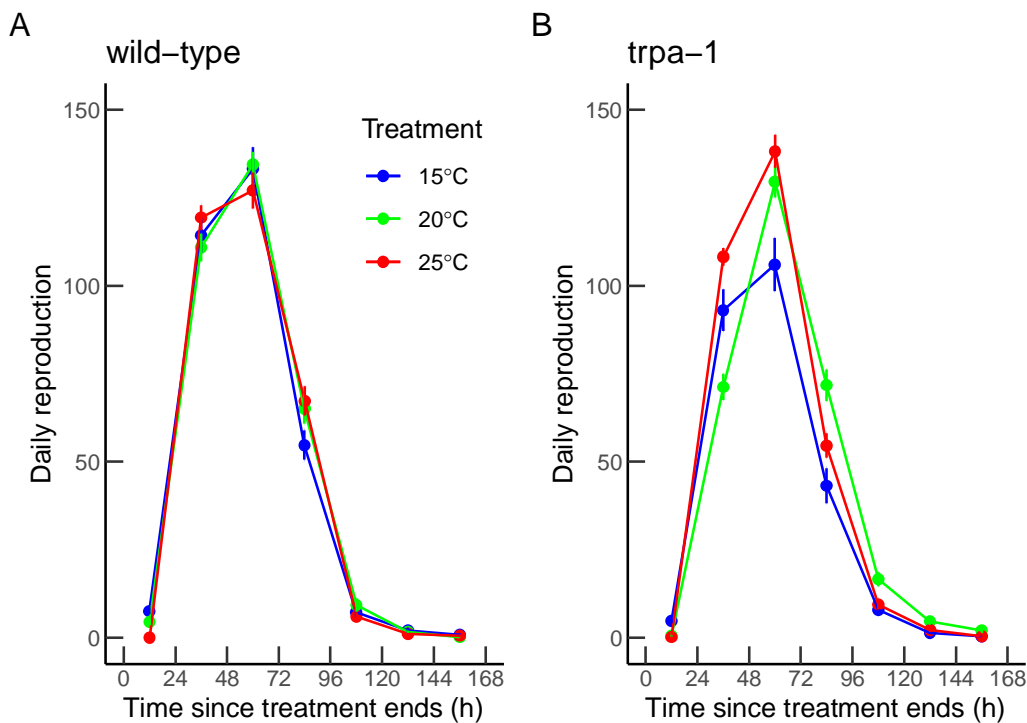 A
wild−type
150
100
50
0
Daily reproduction
0 24 48 72 96 120 144 168
Time since treatment ends (h)
Treatment
15°C
20°C
25°C
B
trpa−1
150
100
50
0
Daily reproduction
0 24 48 72 96 120 144 168
Time since treatment ends (h)